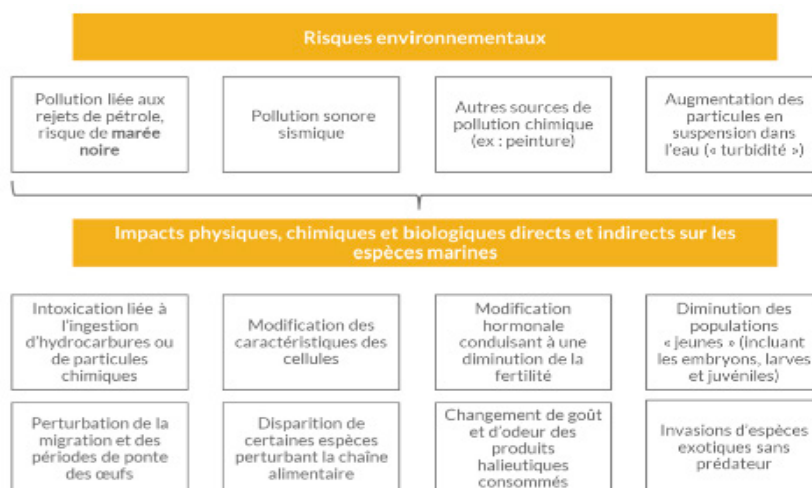 Risques environnementaux
Pollution liée aux
rejets de pétrole,
risque de marée
noire
Pollution sonore
sismique
Autres sources de
pollution chimique
(ex : peinture)
Augmentation des
particules en
suspension dans
l'eau (« turbidité »)
Impacts physiques, chimiques et biologiques directs et indirects sur les
espèces marines
Intoxication liée à
l'ingestion
d'hydrocarbures ou
de particules
chimiques
Modification des
caractéristiques des
cellules
Modification
hormonale
conduisant à une
diminution de la
fertilité
Diminution des
populations
« jeunes » (incluant
les embryons, larves
et juvéniles)
Perturbation de la
migration et des
périodes de ponte
des œufs
Disparition de
certaines espèces
perturbant la chaîne
alimentaire
Changement de goût
et d'odeur des
produits
halieutiques
consommés
Invasions d'espèces
exotiques sans
prédateur